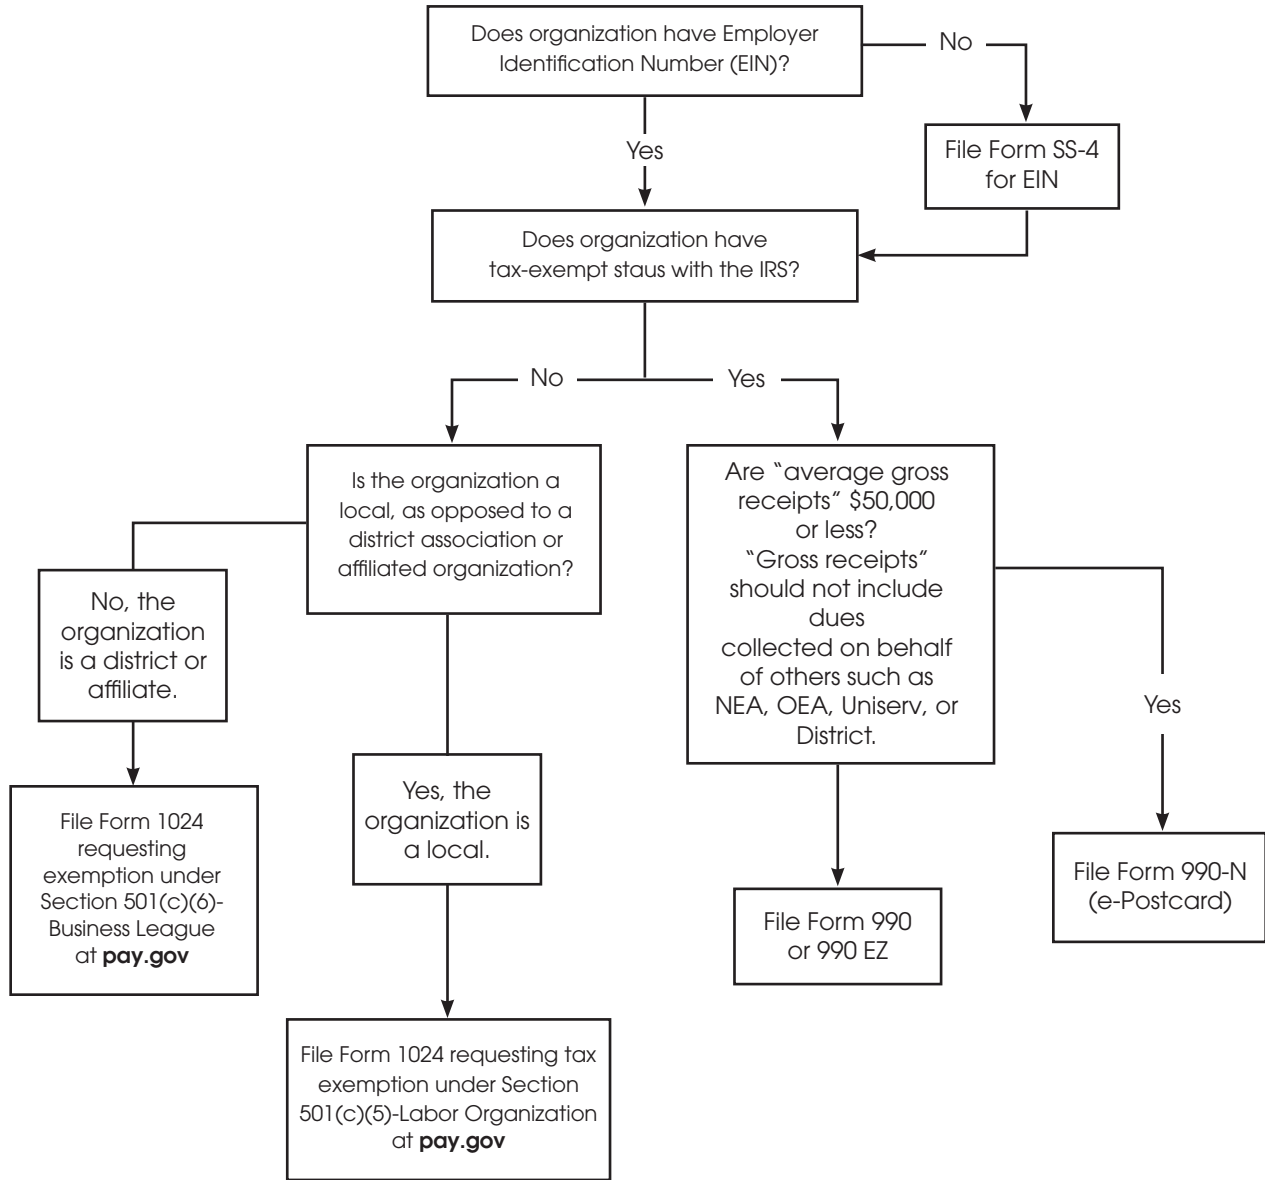 Does organization have Employer
Identification Number (EIN)?
No
File Form SS-4
for EIN
Yes
Does organization have
tax-exempt staus with the IRS?
No
Yes
Is the organization a
local, as opposed to a
district association or
affiliated organization?
No, the
organization
is a district or
affiliate.
File Form 1024
requesting
exemption under
Section 501(c)(6)-
Business League
at pay.gov
Yes, the
organization is
a local.
File Form 1024 requesting tax
exemption under Section
501(c)(5)-Labor Organization
at pay.gov
Are “average gross
receipts” $50,000
or less?
“Gross receipts”
should not include
dues
collected on behalf
of others such as
NEA, OEA, Uniserv, or
District.
File Form 990
or 990 EZ
Yes
File Form 990-N
(e-Postcard)